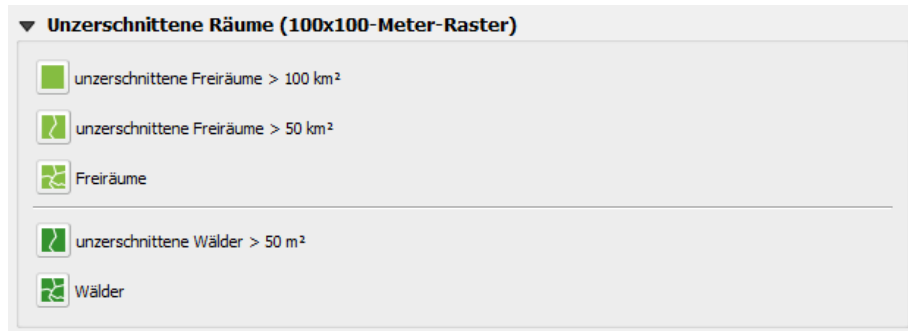 Unzerschnittene Räume (100x100-Meter-Raster)
unzerschnittene Freiräume > 100 km²
unzerschnittene Freiräume > 50 km²
Freiräume
unzerschnittene Wälder > 50 m²
Wälder